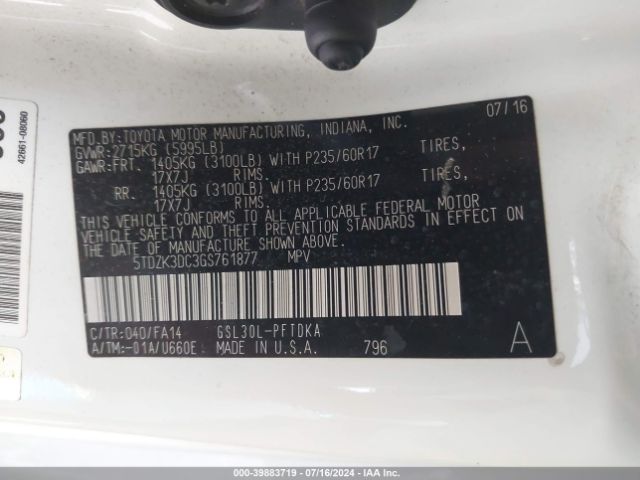 07/16
MFD. BY: TOYOTA MOTOR MANUFACTURING, INDIANA, INC.
GVWR: 2715KG (5995LB)
GAWR: FRT. 1405KG (3100LB) WITH P235/60R17 TIRES,
17X7J RIMS.
RR. 1405KG (3100LB) WITH P235/60R17 TIRES,
17X7J RIMS.
THIS VEHICLE CONFORMS TO ALL APPLICABLE FEDERAL MOTOR
VEHICLE SAFETY AND THEFT PREVENTION STANDARDS IN EFFECT ON
THE DATE OF MANUFACTURE SHOWN ABOVE.
5TDZK3DC3GS761877 MPV
C/TR: 040/FA14 GSL30L-PFTDKA
A/TM: -01A/U660E MADE IN U.S.A. 796 A
42661-08060
000-39883719 / 07/16/2024 - IAA Inc.